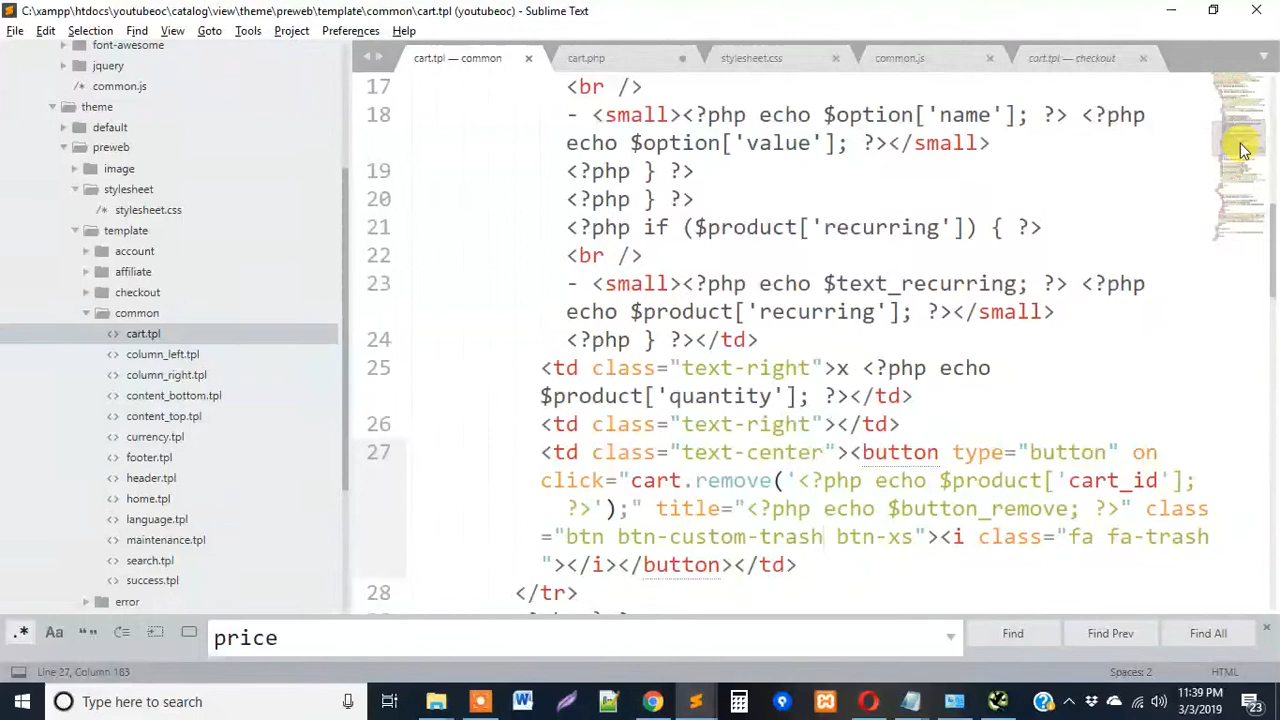 C:\xampp\htdocs\youtubeoc\catalog\view\theme\preweb\template\common\cart.tpl (youtubeoc) - Sublime Text
File Edit Selection Find View Goto Tools Project Preferences Help
font-awesome
jquery
common.js
theme
default
preweb
image
stylesheet
stylesheet.css
template
account
affiliate
checkout
common
cart.tpl
column_left.tpl
column_right.tpl
content_bottom.tpl
content_top.tpl
currency.tpl
footer.tpl
header.tpl
home.tpl
language.tpl
maintenance.tpl
search.tpl
success.tpl
error
cart.tpl — common cart.php stylesheet.css common.js cart.tpl — checkout
17 <br />
18 - <small><?php echo $option['name']; ?> <?php
echo $option['value']; ?></small>
19 <?php } ?>
20 <?php } ?>
21 <?php if ($product['recurring']) { ?>
22 <br />
23 - <small><?php echo $text_recurring; ?> <?php
echo $product['recurring']; ?></small>
24 <?php } ?></td>
25 <td class="text-right">x <?php echo
$product['quantity']; ?></td>
26 <td class="text-right"></td>
27 <td class="text-center"><button type="button" on
click="cart.remove('<?php echo $product['cart_id'];
?>');" title="<?php echo $button_remove; ?>" class
="btn btn-custom-trash btn-xs"><i class="fa fa-trash
"></i></button></td>
28 </tr>
.* Aa price Find Find Prev Find All
Line 27, Column 183 Spaces: 2 HTML
Type here to search 11:39 PM
3/3/2019 23